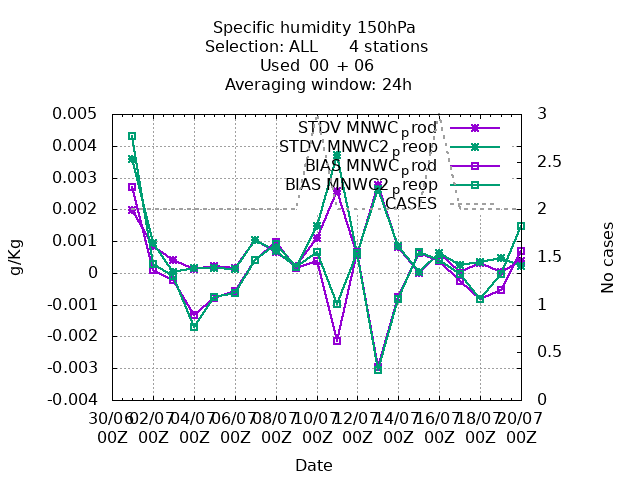 Specific humidity 150hPa
Selection: ALL 4 stations
Used 00 + 06
Averaging window: 24h
0.005
0.004
0.003
0.002
0.001
0
-0.001
-0.002
-0.003
-0.004
g/Kg
STDV MNWC_prod
STDV MNWC2_preop
BIAS MNWC_prod
BIAS MNWC2_preop
CASES
3
2.5
2
1.5
1
0.5
0
No cases
30/06 02/07 04/07 06/07 08/07 10/07 12/07 14/07 16/07 18/07 20/07
00Z 00Z 00Z 00Z 00Z 00Z 00Z 00Z 00Z 00Z 00Z
Date